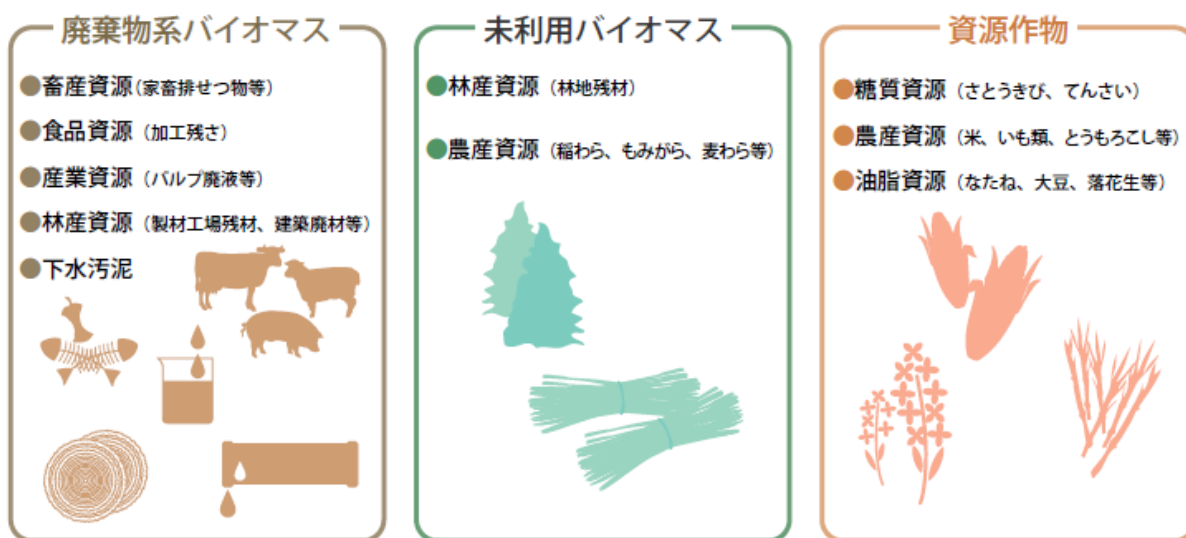 廃棄物系バイオマス
●畜産資源(家畜排せつ物等)
●食品資源(加工残さ)
●産業資源(パルプ廃液等)
●林産資源(製材工場残材、建築廃材等)
●下水汚泥
未利用バイオマス
●林産資源(林地残材)
●農産資源(稲わら、もみがら、麦わら等)
資源作物
●糖質資源(さとうきび、てんさい)
●農産資源(米、いも類、とうもろこし等)
●油脂資源(なたね、大豆、落花生等)